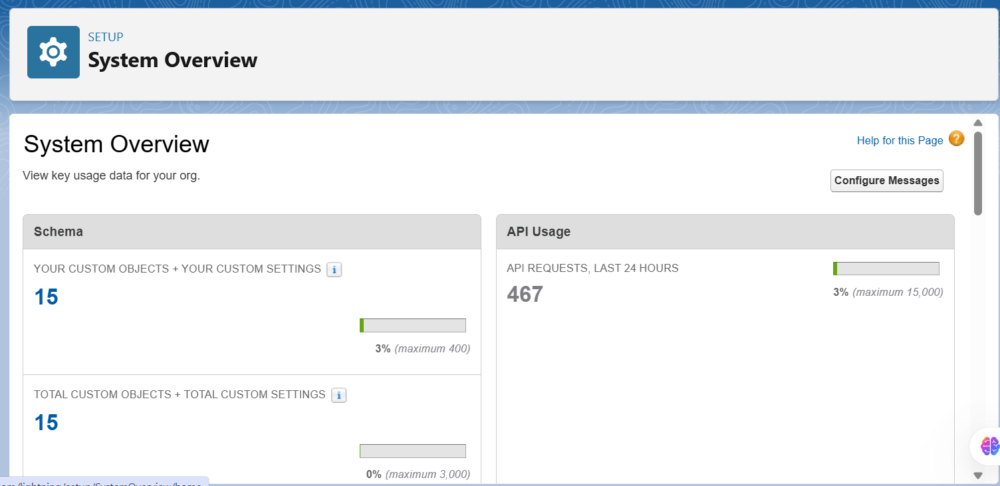 SETUP
System Overview
System Overview
Help for this Page
?
View key usage data for your org.
Configure Messages
Schema
YOUR CUSTOM OBJECTS + YOUR CUSTOM SETTINGS i
15
3% (maximum 400)
TOTAL CUSTOM OBJECTS + TOTAL CUSTOM SETTINGS i
15
0% (maximum 3,000)
API Usage
API REQUESTS, LAST 24 HOURS
467
3% (maximum 15,000)
/lightning/setup/SystemOverview/home